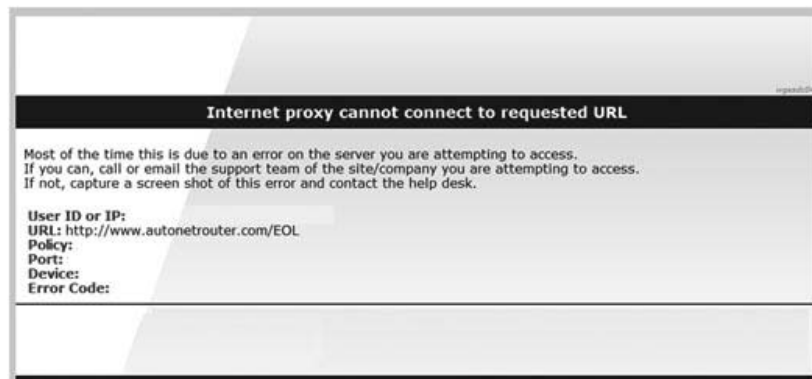 Internet proxy cannot connect to requested URL
Most of the time this is due to an error on the server you are attempting to access.
If you can, call or email the support team of the site/company you are attempting to access.
If not, capture a screen shot of this error and contact the help desk.
User ID or IP:
URL: http://www.autonetrouter.com/EOL
Policy:
Port:
Device:
Error Code: